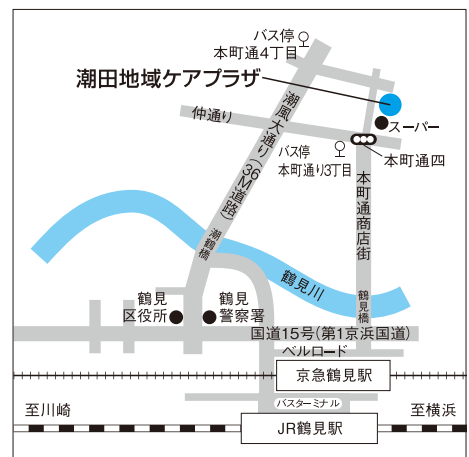 バス停
本町通4丁目
潮田地域ケアプラザ
仲通り
潮風大通り(36M道路)
スーパー
バス停
本町通り3丁目
本町通四
本町通商店街
潮鶴橋
鶴見川
鶴見橋
鶴見
区役所
鶴見
警察署
国道15号(第1京浜国道)
ベルロード
京急鶴見駅
至川崎
バスターミナル
至横浜
JR鶴見駅